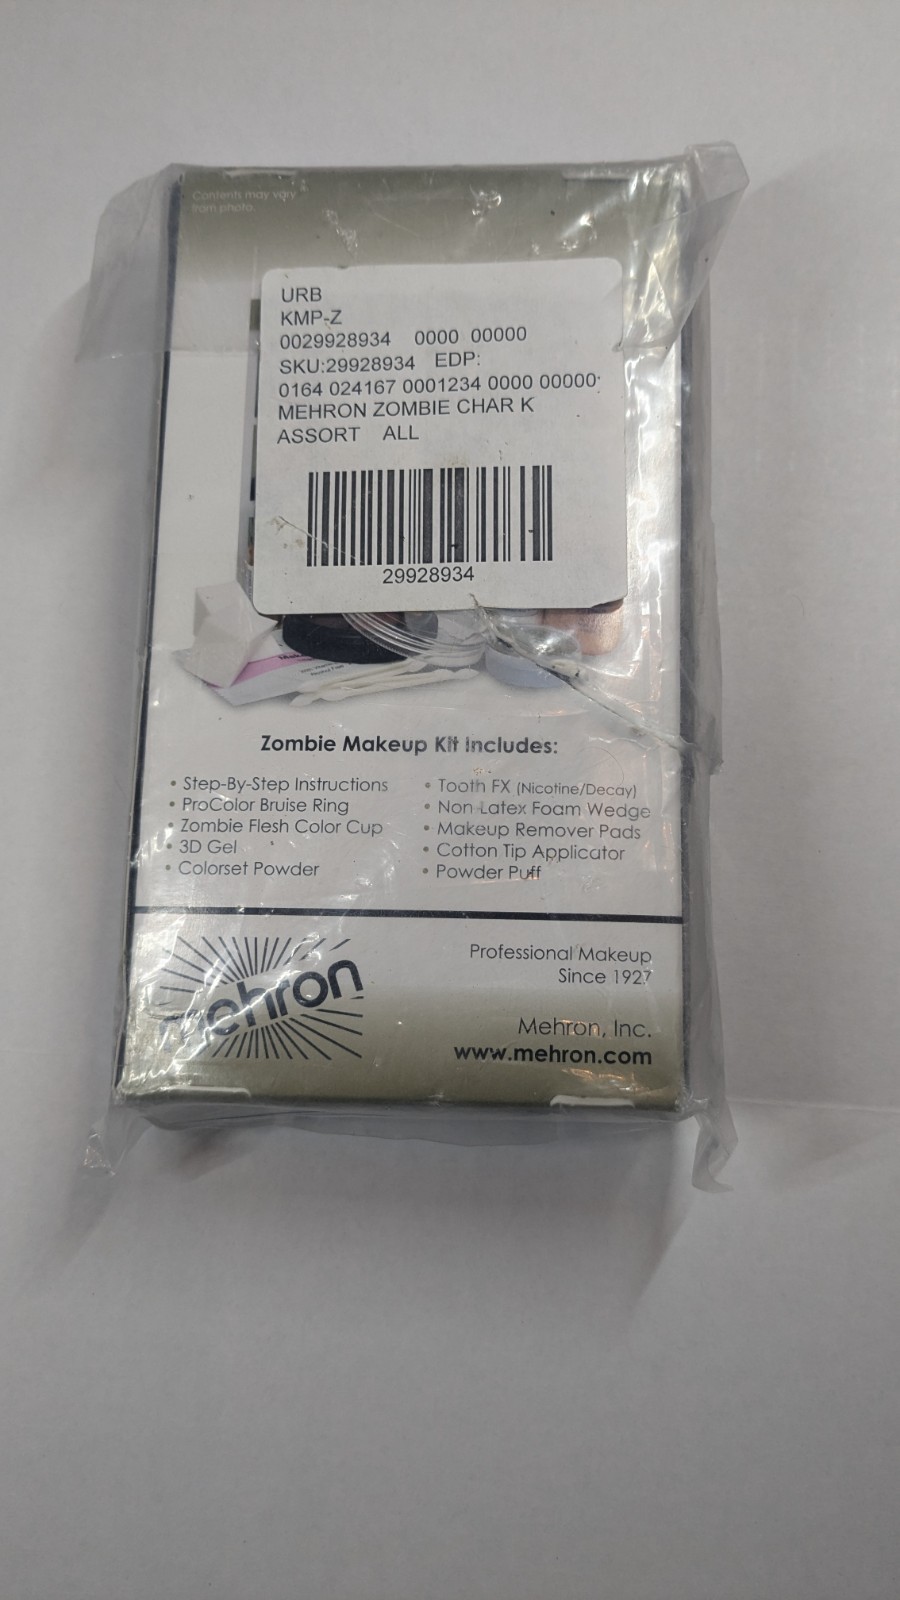 Contents may vary
from photo.
URB
KMP-Z
0029928934 0000 00000
SKU:29928934 EDP:
0164 024167 0001234 0000 00000
MEHRON ZOMBIE CHAR K
ASSORT ALL
29928934
Zombie Makeup Kit Includes:
• Step-By-Step Instructions
• ProColor Bruise Ring
• Zombie Flesh Color Cup
• 3D Gel
• Colorset Powder
• Tooth FX (Nicotine/Decay)
• Non-Latex Foam Wedge
• Makeup Remover Pads
• Cotton Tip Applicator
• Powder Puff
mehron
Professional Makeup
Since 1927
Mehron, Inc.
www.mehron.com